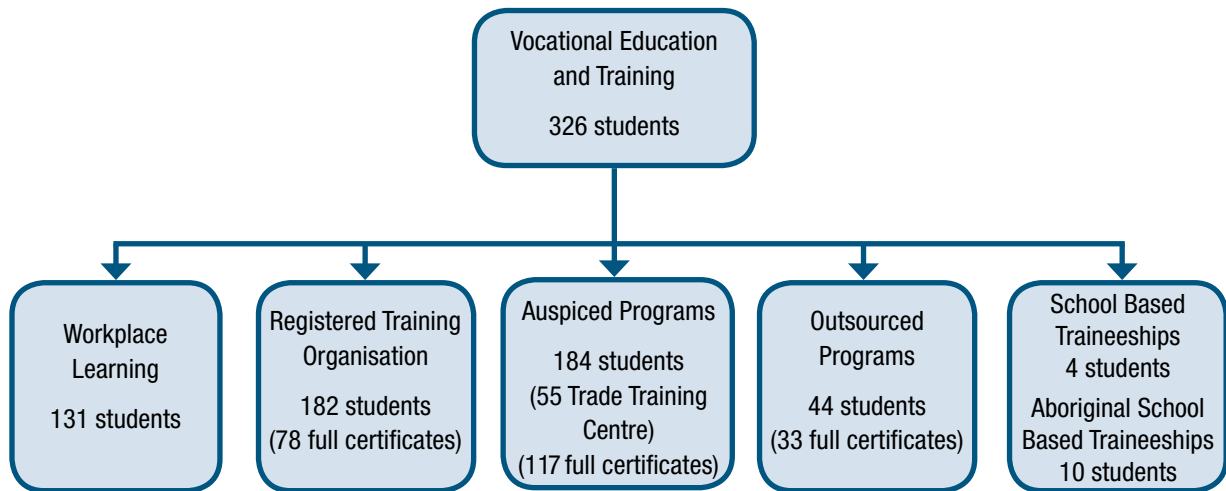 Vocational Education
and Training
326 students
Workplace
Learning
131 students
Registered Training
Organisation
182 students
(78 full certificates)
Auspiced Programs
184 students
(55 Trade Training
Centre)
(117 full certificates)
Outsourced
Programs
44 students
(33 full certificates)
School Based
Traineeships
4 students
Aboriginal School
Based Traineeships
10 students